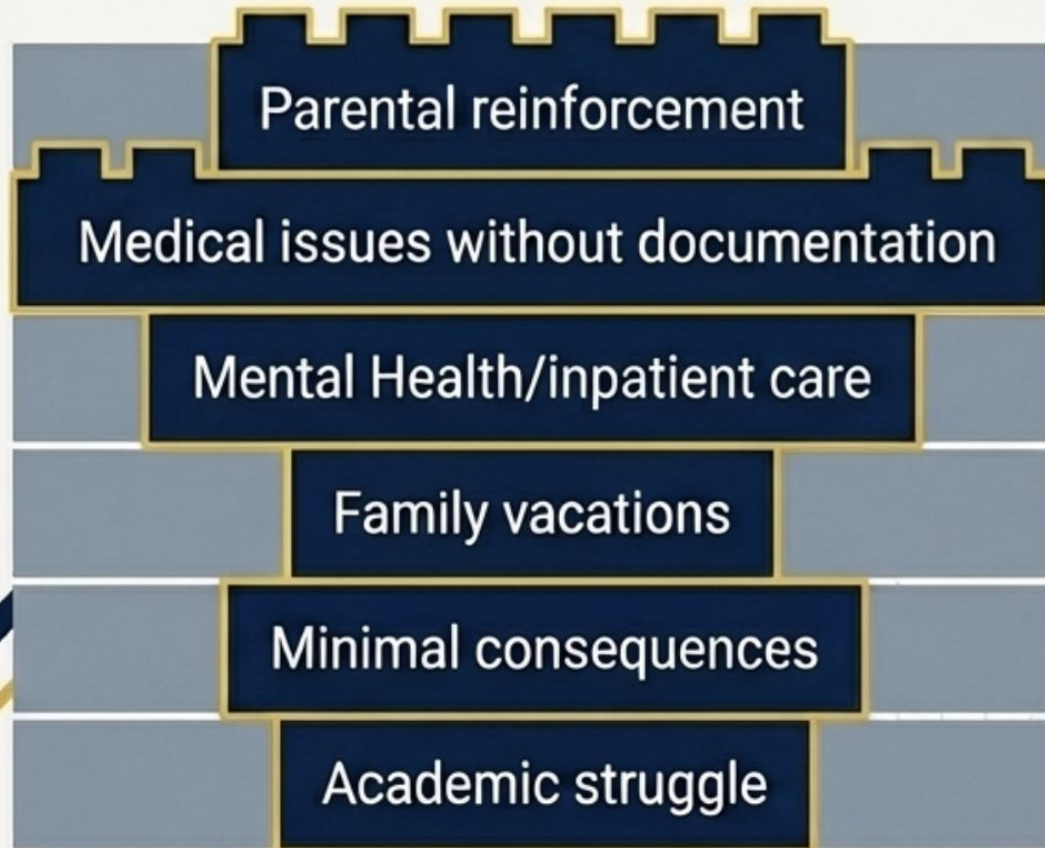 Parental reinforcement
Medical issues without documentation
Mental Health/inpatient care
Family vacations
Minimal consequences
Academic struggle